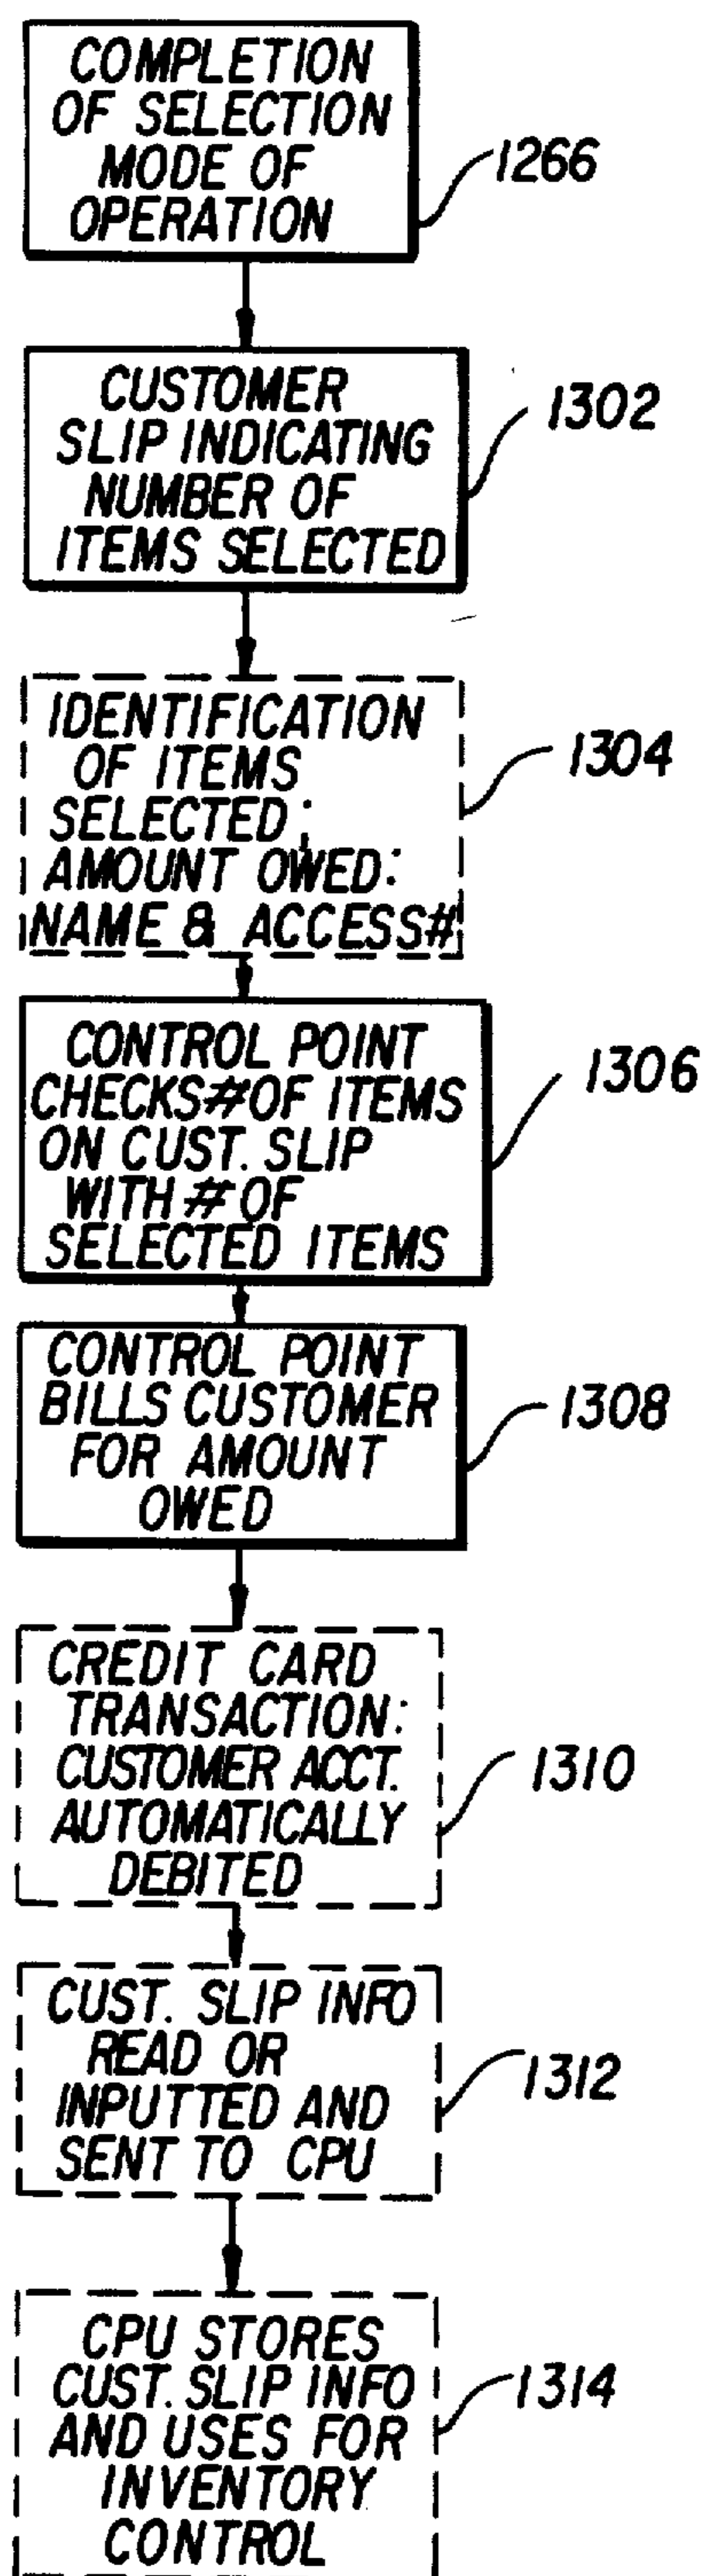 COMPLETION
OF SELECTION
MODE OF
OPERATION
1266
CUSTOMER
SLIP INDICATING
NUMBER OF
ITEMS SELECTED
1302
IDENTIFICATION
OF ITEMS
SELECTED;
AMOUNT OWED:
NAME & ACCESS#
1304
CONTROL POINT
CHECKS#OF ITEMS
ON CUST. SLIP
WITH # OF
SELECTED ITEMS
1306
CONTROL POINT
BILLS CUSTOMER
FOR AMOUNT
OWED
1308
CREDIT CARD
TRANSACTION:
CUSTOMER ACCT.
AUTOMATICALLY
DEBITED
1310
CUST. SLIP INFO
READ OR
INPUTTED AND
SENT TO CPU
1312
CPU STORES
CUST. SLIP INFO
AND USES FOR
INVENTORY
CONTROL
1314